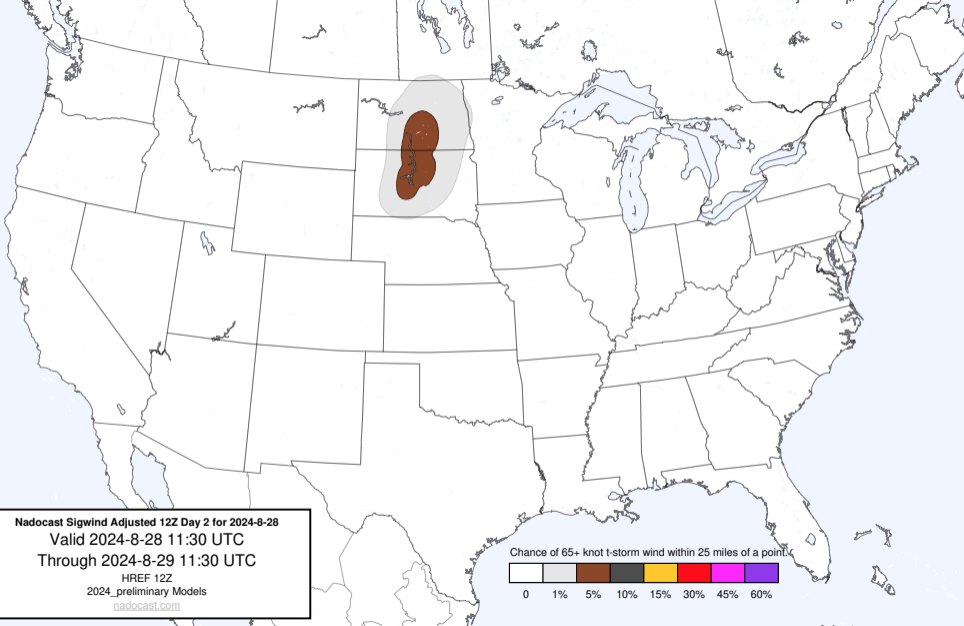 Nadocast Sigwind Adjusted 12Z Day 2 for 2024-8-28
Valid 2024-8-28 11:30 UTC
Through 2024-8-29 11:30 UTC
HREF 12Z
2024_preliminary Models
nadocast.com
Chance of 65+ knot t-storm wind within 25 miles of a point.
0 1% 5% 10% 15% 30% 45% 60%